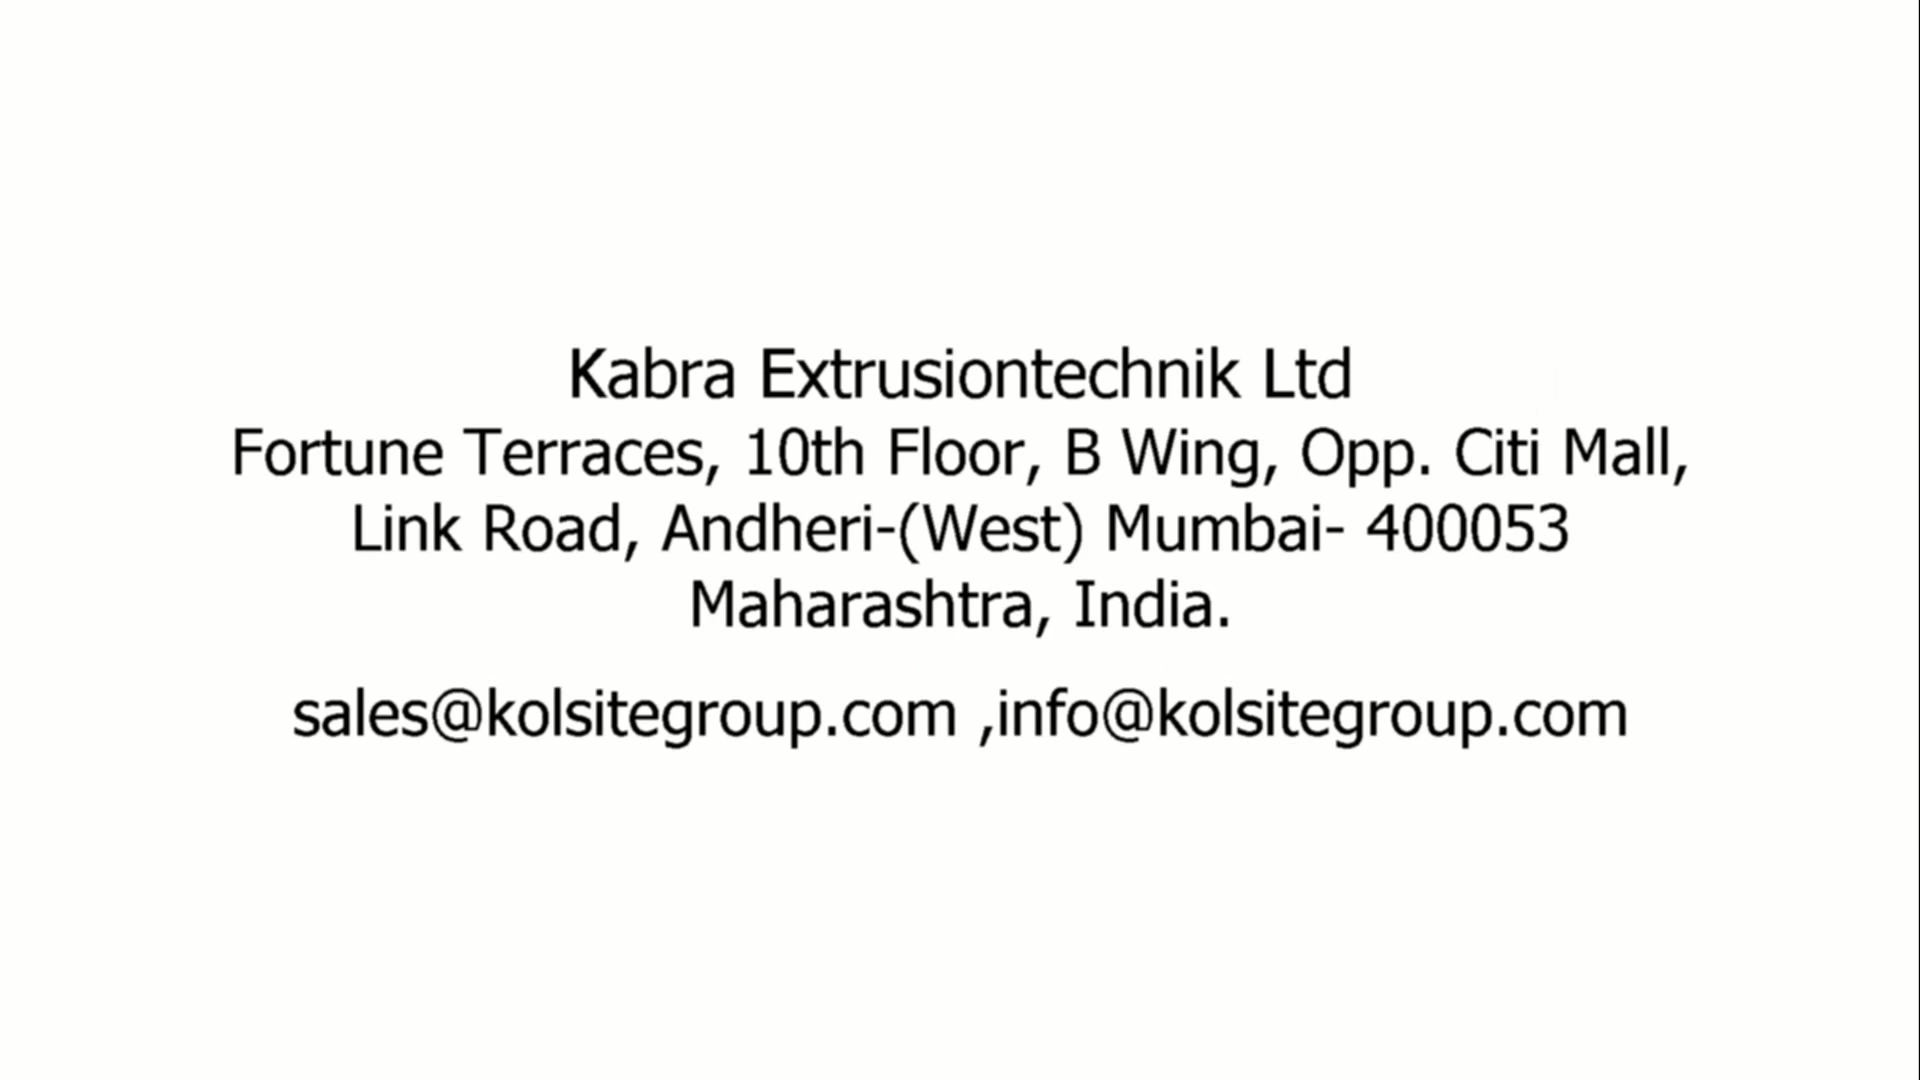 Kabra Extrusiontechnik Ltd
Fortune Terraces, 10th Floor, B Wing, Opp. Citi Mall,
Link Road, Andheri-(West) Mumbai- 400053
Maharashtra, India.
sales@kolsitegroup.com ,info@kolsitegroup.com